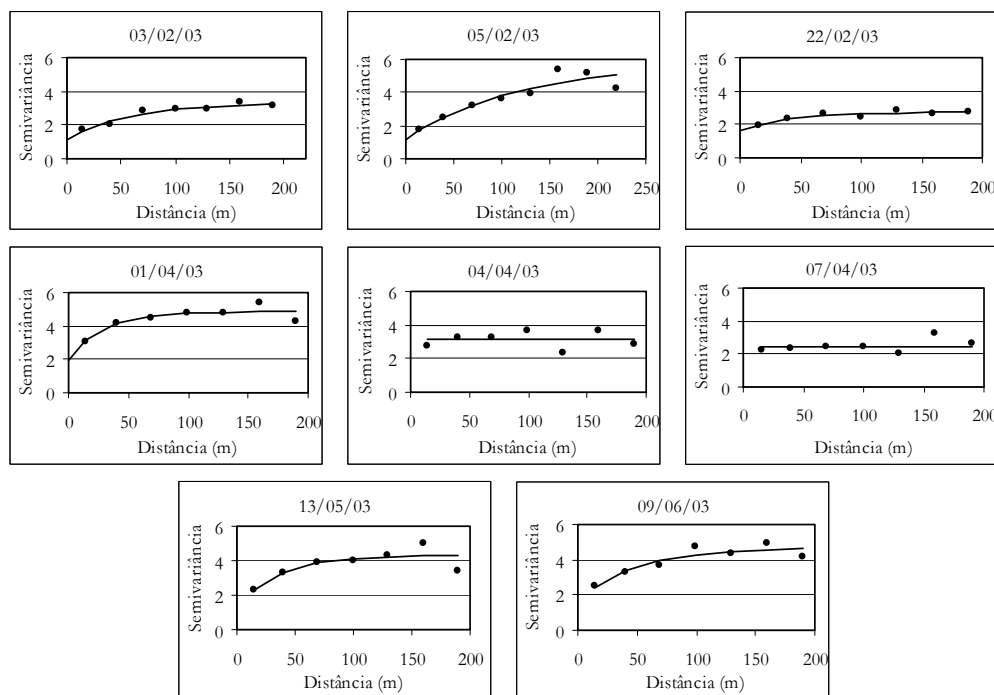 03/02/03
6
4
2
0
Semivariância
0 50 100 150 200
Distância (m)
05/02/03
6
4
2
0
Semivariância
0 50 100 150 200 250
Distância (m)
22/02/03
6
4
2
0
Semivariância
0 50 100 150 200
Distância (m)
01/04/03
6
4
2
0
Semivariância
0 50 100 150 200
Distância (m)
04/04/03
6
4
2
0
Semivariância
0 50 100 150 200
Distância (m)
07/04/03
6
4
2
0
Semivariância
0 50 100 150 200
Distância (m)
13/05/03
6
4
2
0
Semivariância
0 50 100 150 200
Distância (m)
09/06/03
6
4
2
0
Semivariância
0 50 100 150 200
Distância (m)